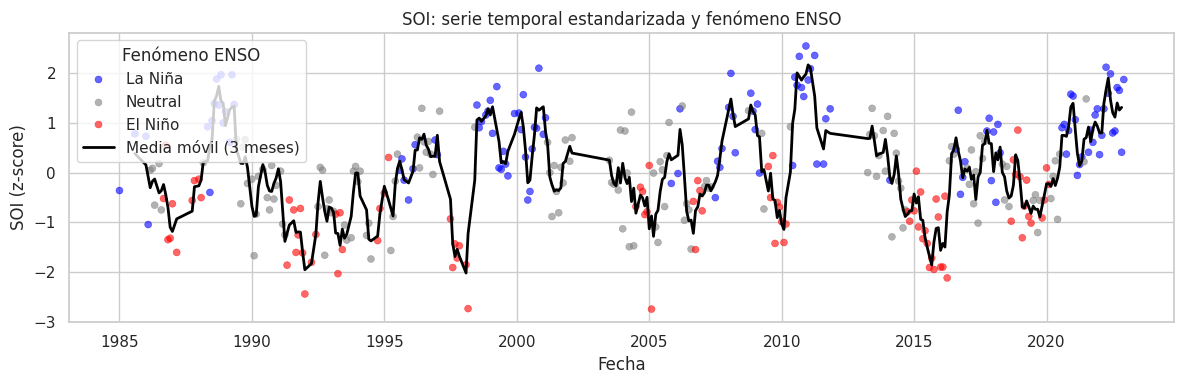 SOI: serie temporal estandarizada y fenómeno ENSO
Fenómeno ENSO
La Niña
Neutral
El Niño
Media móvil (3 meses)
SOI (z-score)
2
1
0
−1
−2
−3
1985 1990 1995 2000 2005 2010 2015 2020
Fecha